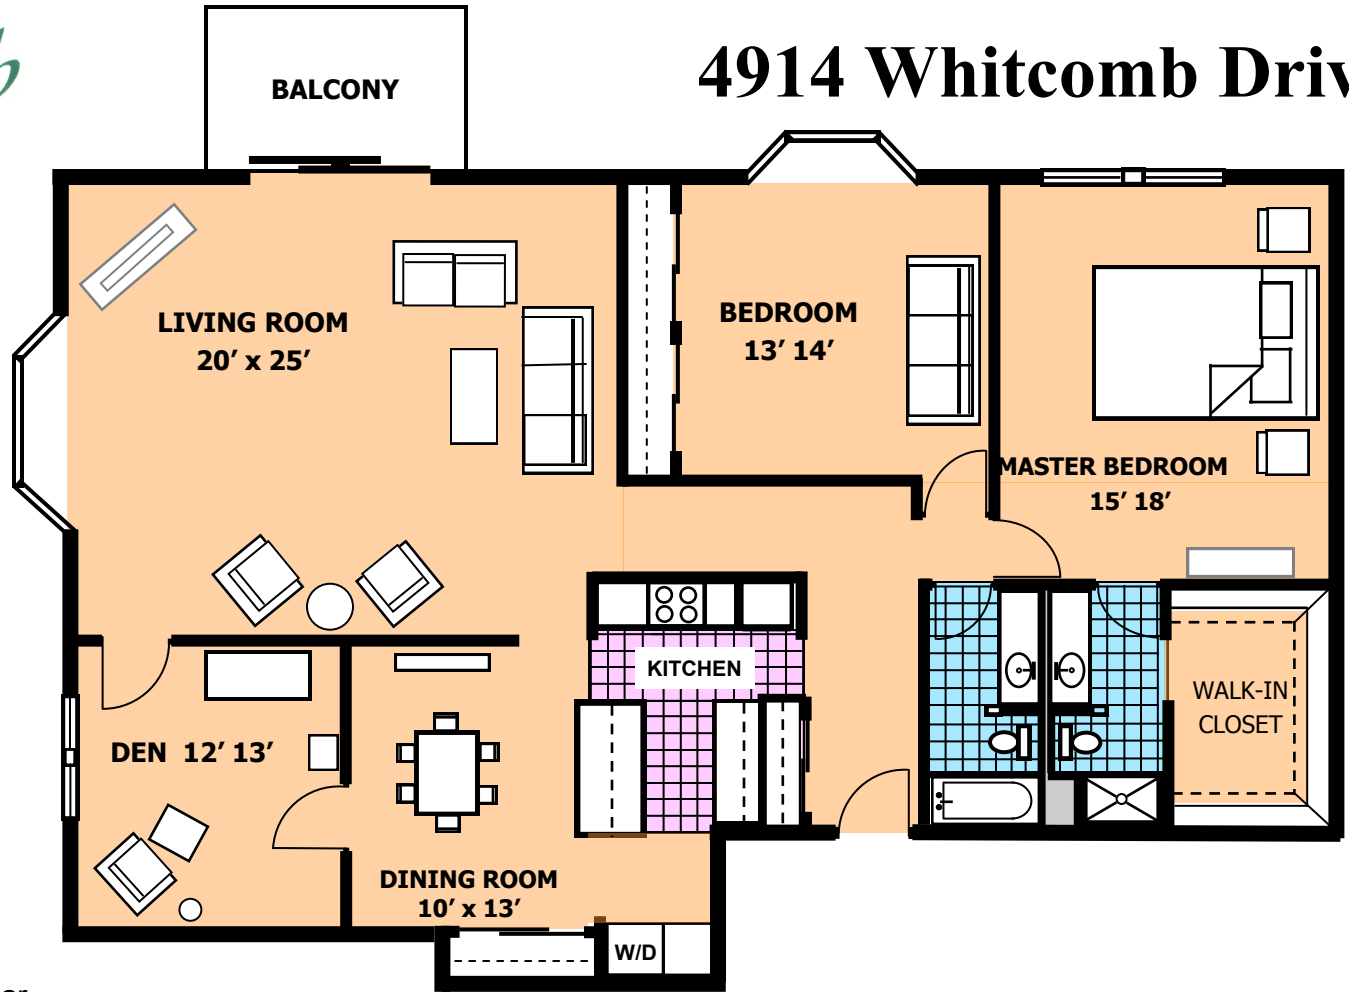 4914 Whitcomb Driv
BALCONY
LIVING ROOM
20’ x 25’
BEDROOM
13’ 14’
MASTER BEDROOM
15’ 18’
KITCHEN
WALK-IN
CLOSET
DEN 12’ 13’
DINING ROOM
10’ x 13’
W/D